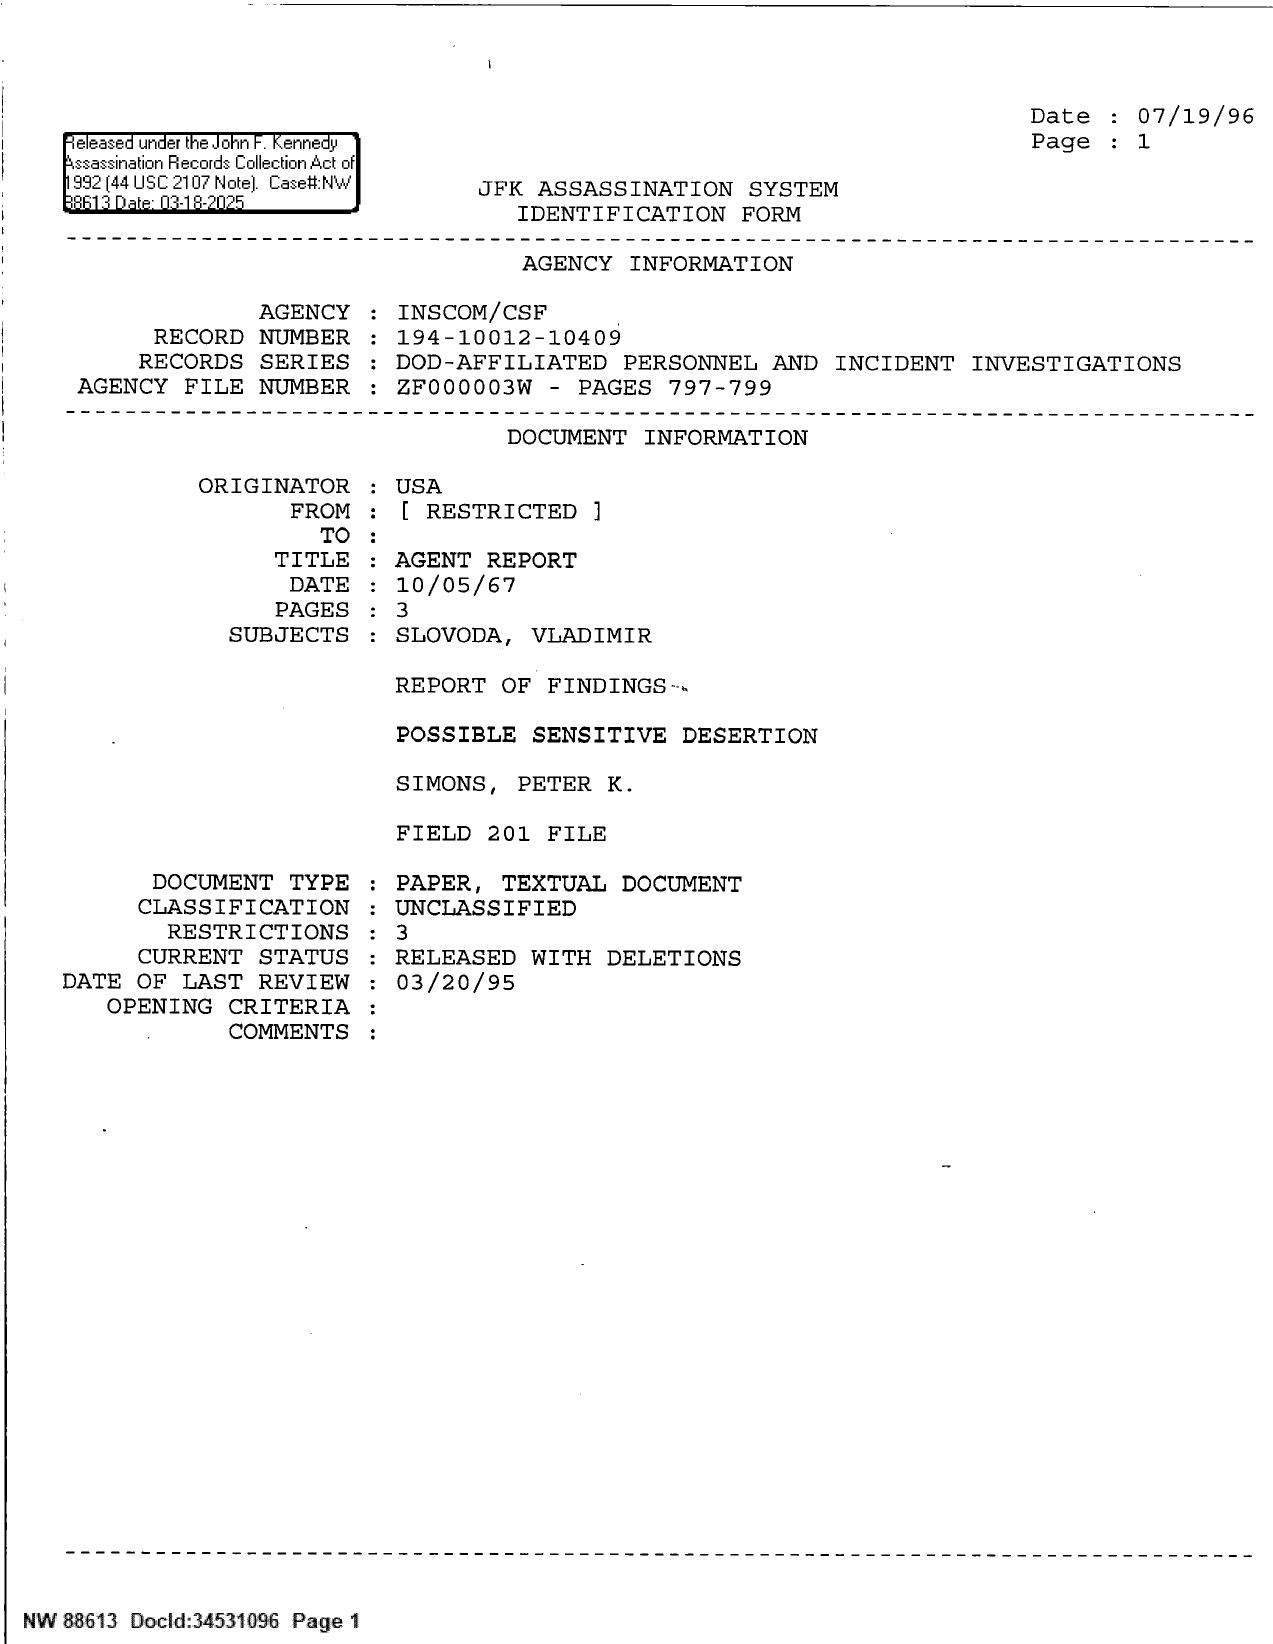 Date : 07/19/96
Page : 1
Released under the John F. Kennedy
Assassination Records Collection Act of
1992 (44 USC 2107 Note). Case#:NW
88613 Date: 03-18-2025
JFK ASSASSINATION SYSTEM
IDENTIFICATION FORM
AGENCY INFORMATION
AGENCY : INSCOM/CSF
RECORD NUMBER : 194-10012-10409
RECORDS SERIES : DOD-AFFILIATED PERSONNEL AND INCIDENT INVESTIGATIONS
AGENCY FILE NUMBER : ZF000003W - PAGES 797-799
DOCUMENT INFORMATION
ORIGINATOR : USA
FROM : [ RESTRICTED ]
TO :
TITLE : AGENT REPORT
DATE : 10/05/67
PAGES : 3
SUBJECTS : SLOVODA, VLADIMIR
REPORT OF FINDINGS
POSSIBLE SENSITIVE DESERTION
SIMONS, PETER K.
FIELD 201 FILE
DOCUMENT TYPE : PAPER, TEXTUAL DOCUMENT
CLASSIFICATION : UNCLASSIFIED
RESTRICTIONS : 3
CURRENT STATUS : RELEASED WITH DELETIONS
DATE OF LAST REVIEW : 03/20/95
OPENING CRITERIA :
COMMENTS :
NW 88613 DocId:34531096 Page 1